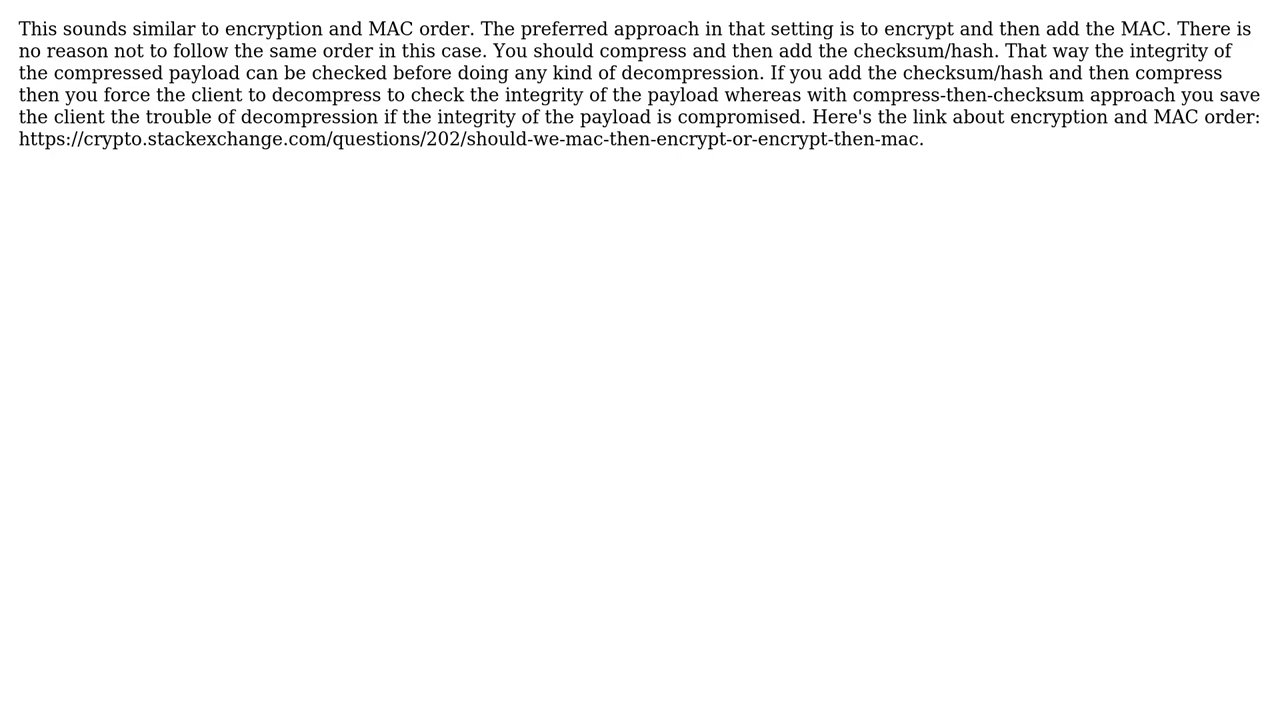 This sounds similar to encryption and MAC order. The preferred approach in that setting is to encrypt and then add the MAC. There is
no reason not to follow the same order in this case. You should compress and then add the checksum/hash. That way the integrity of
the compressed payload can be checked before doing any kind of decompression. If you add the checksum/hash and then compress
then you force the client to decompress to check the integrity of the payload whereas with compress-then-checksum approach you save
the client the trouble of decompression if the integrity of the payload is compromised. Here's the link about encryption and MAC order:
https://crypto.stackexchange.com/questions/202/should-we-mac-then-encrypt-or-encrypt-then-mac.